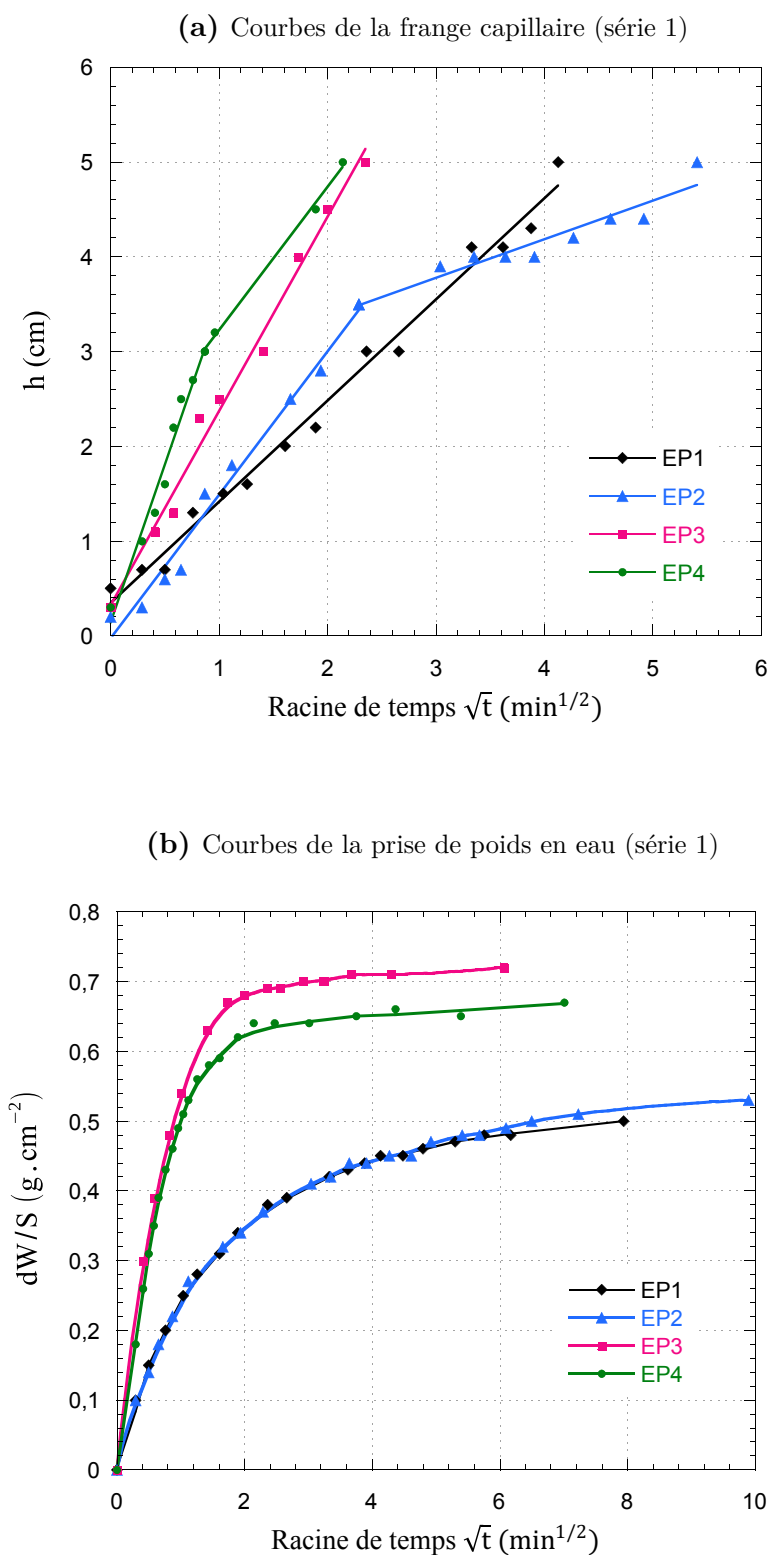 (a) Courbes de la frange capillaire (série 1)
6
5
4
3
2
1
0
h (cm)
EP1
EP2
EP3
EP4
0 1 2 3 4 5 6
Racine de temps √t (min^{1/2})
(b) Courbes de la prise de poids en eau (série 1)
0,8
0,7
0,6
0,5
0,4
0,3
0,2
0,1
0
dW/S (g.cm^{−2})
EP1
EP2
EP3
EP4
0 2 4 6 8 10
Racine de temps √t (min^{1/2})